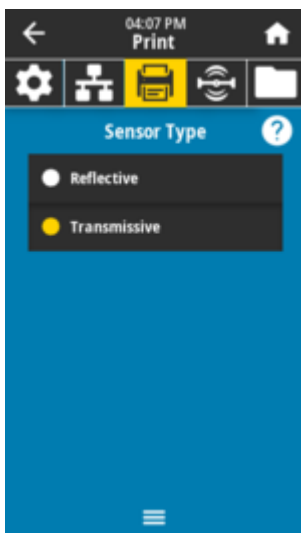 04:07 PM
Print
Sensor Type
?
Reflective
Transmissive